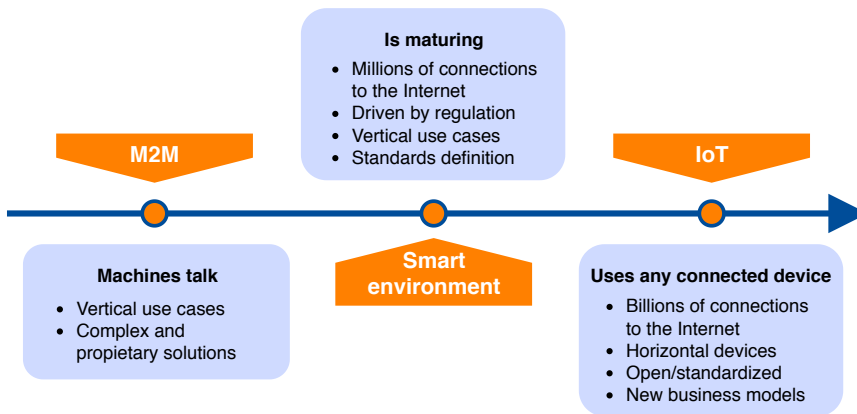 Is maturing
• Millions of connections
to the Internet
• Driven by regulation
• Vertical use cases
• Standards definition
M2M
IoT
Smart
environment
Machines talk
• Vertical use cases
• Complex and
propietary solutions
Uses any connected device
• Billions of connections
to the Internet
• Horizontal devices
• Open/standardized
• New business models